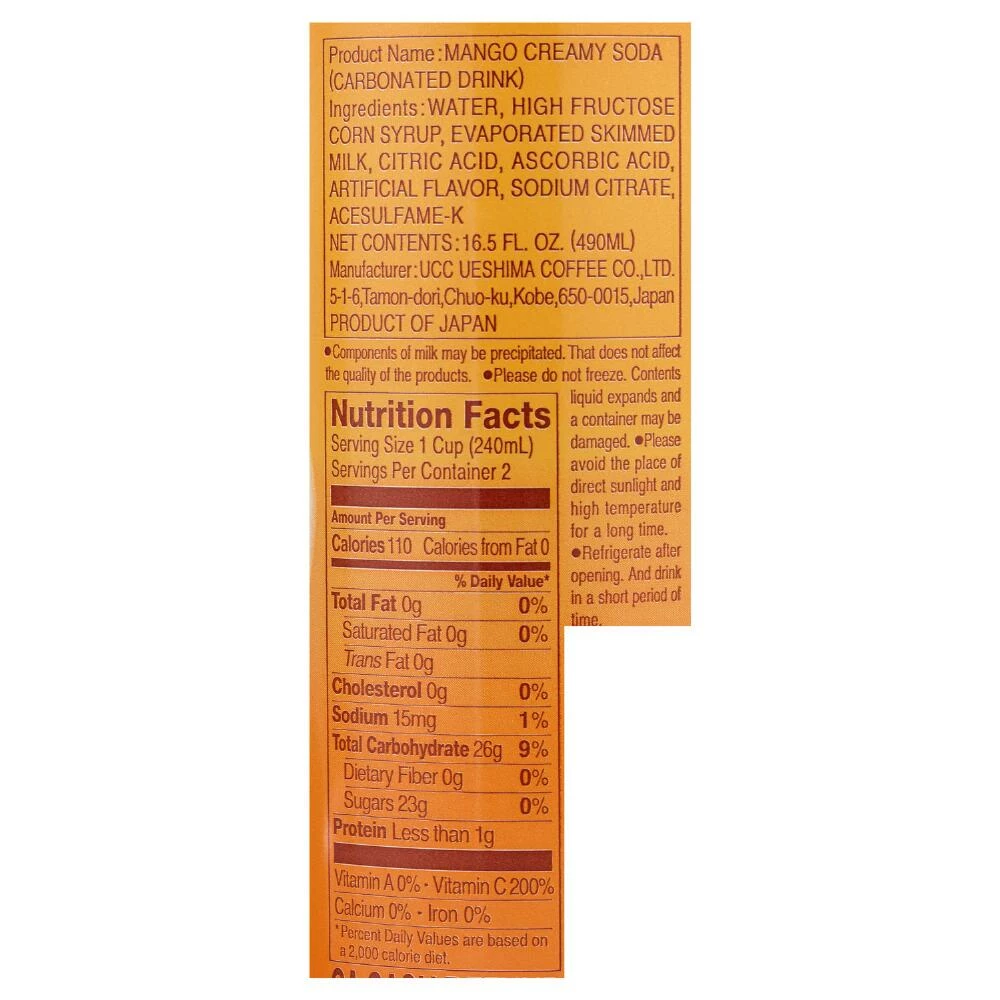 Product Name:MANGO CREAMY SODA
(CARBONATED DRINK)
Ingredients:WATER, HIGH FRUCTOSE
CORN SYRUP, EVAPORATED SKIMMED
MILK, CITRIC ACID, ASCORBIC ACID,
ARTIFICIAL FLAVOR, SODIUM CITRATE,
ACESULFAME-K
NET CONTENTS:16.5 FL. OZ. (490ML)
Manufacturer:UCC UESHIMA COFFEE CO.,LTD.
5-1-6,Tamon-dori,Chuo-ku,Kobe,650-0015,Japan
PRODUCT OF JAPAN
●Components of milk may be precipitated. That does not affect
the quality of the products. ●Please do not freeze. Contents
liquid expands and
a container may be
damaged. ●Please
avoid the place of
direct sunlight and
high temperature
for a long time.
●Refrigerate after
opening. And drink
in a short period of
time.
Nutrition Facts
Serving Size 1 Cup (240mL)
Servings Per Container 2
Amount Per Serving
Calories 110 Calories from Fat 0
% Daily Value*
Total Fat 0g 0%
Saturated Fat 0g 0%
Trans Fat 0g
Cholesterol 0g 0%
Sodium 15mg 1%
Total Carbohydrate 26g 9%
Dietary Fiber 0g 0%
Sugars 23g 0%
Protein Less than 1g
Vitamin A 0% · Vitamin C 200%
Calcium 0% · Iron 0%
*Percent Daily Values are based on
a 2,000 calorie diet.